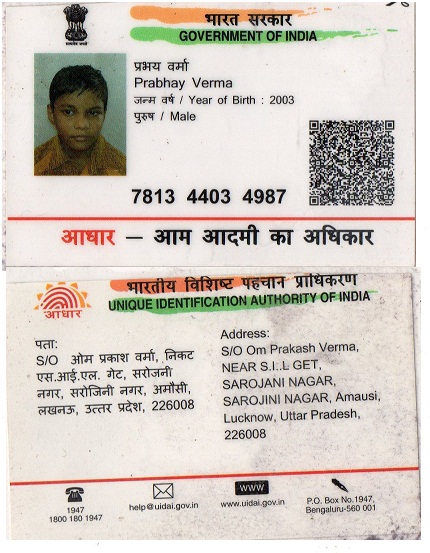 भारत सरकार
GOVERNMENT OF INDIA
प्रभय वर्मा
Prabhay Verma
जन्म वर्ष / Year of Birth : 2003
पुरुष / Male
7813 4403 4987
आधार – आम आदमी का अधिकार
भारतीय विशिष्ट पहचान प्राधिकरण
UNIQUE IDENTIFICATION AUTHORITY OF INDIA
आधार
पता:
S/O ओम प्रकाश वर्मा, निकट
एस.आई.एल. गेट, सरोजनी
नगर, सरोजिनी नगर, अमौसी,
लखनऊ, उत्तर प्रदेश, 226008
Address:
S/O Om Prakash Verma,
NEAR S.I..L GET,
SAROJANI NAGAR,
SAROJINI NAGAR, Amausi,
Lucknow, Uttar Pradesh,
226008
1947
1800 180 1947
help@uidai.gov.in
www
www.uidai.gov.in
P.O. Box No.1947,
Bengaluru-560 001